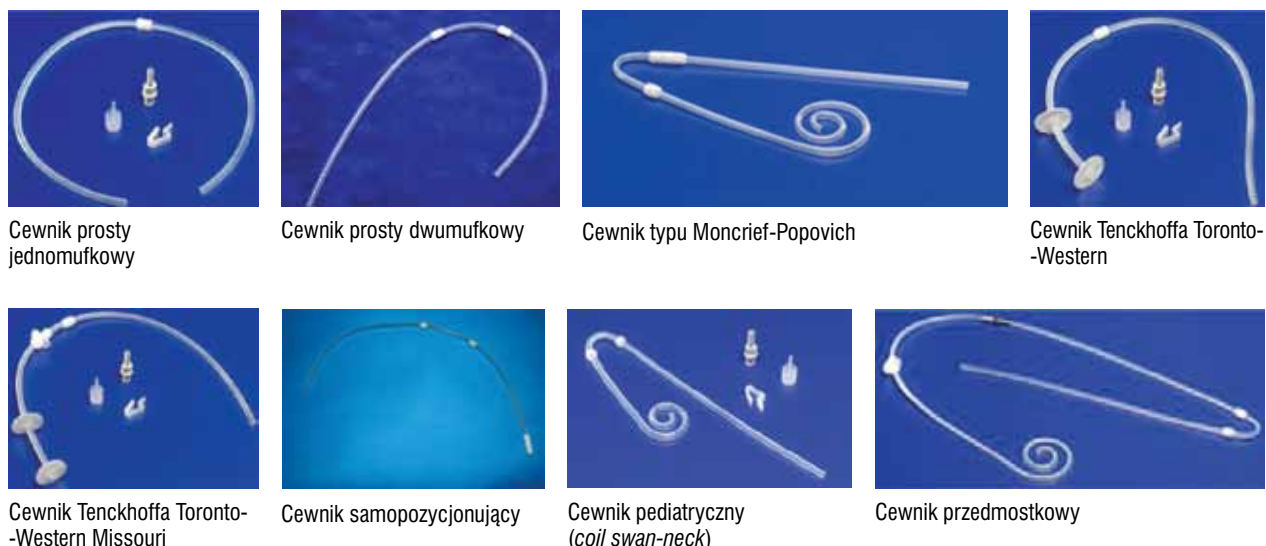 Cewnik prosty
jednomufkowy
Cewnik prosty dwumufkowy
Cewnik typu Moncrief-Popovich
Cewnik Tenckhoffa Toronto-
-Western
Cewnik Tenckhoffa Toronto-
-Western Missouri
Cewnik samopozycjonujący
Cewnik pediatryczny
(coil swan-neck)
Cewnik przedmostkowy